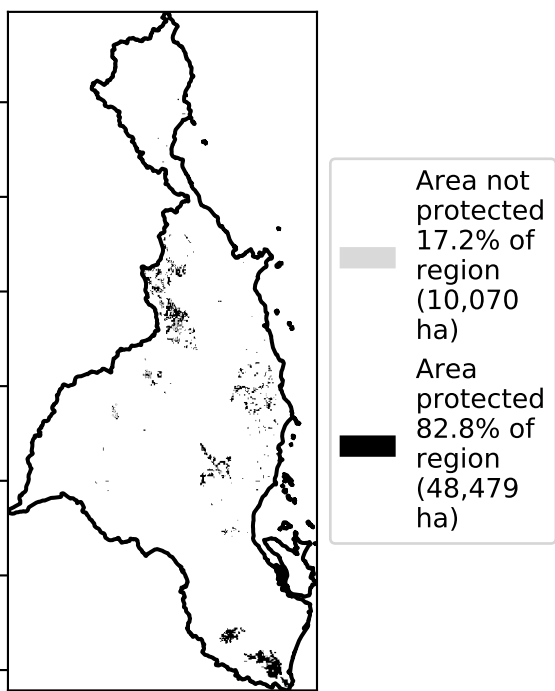 Area not
protected
17.2% of
region
(10,070
ha)
Area
protected
82.8% of
region
(48,479
ha)